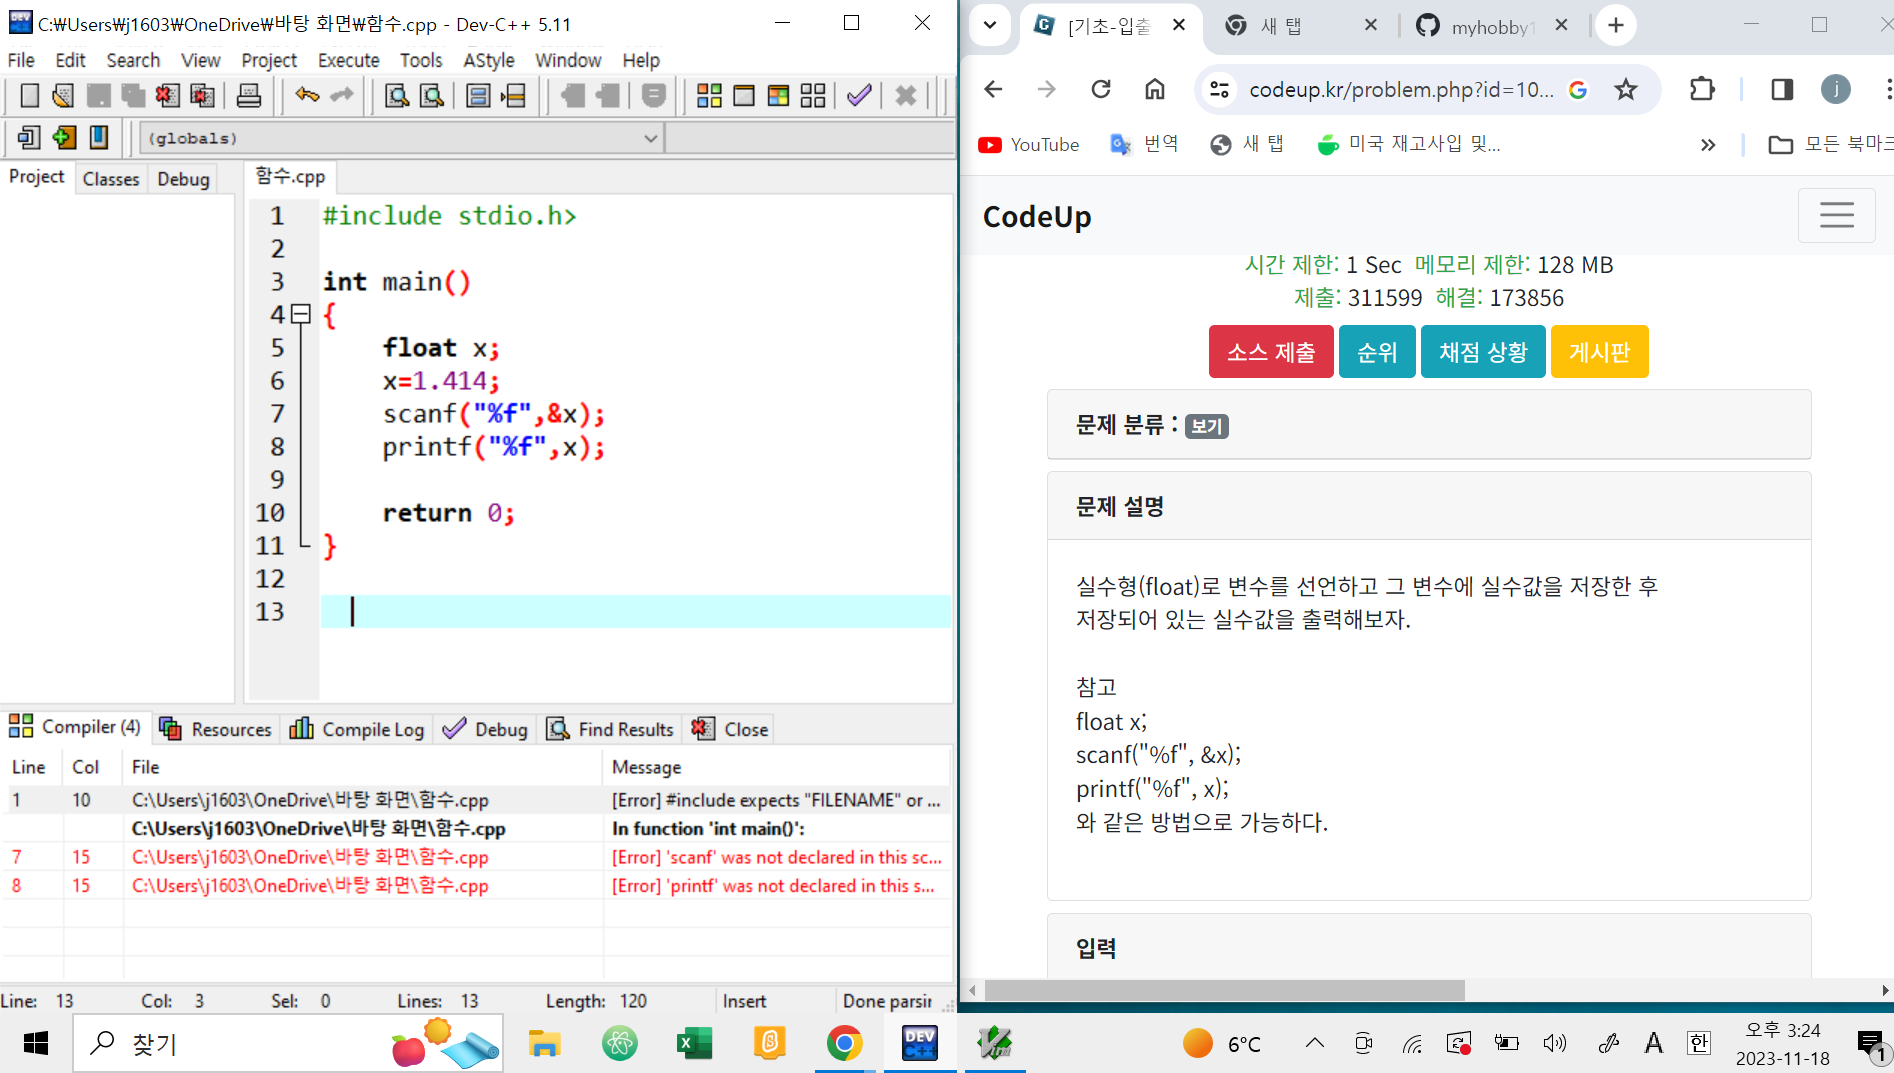 C:₩Users₩j1603₩OneDrive₩바탕 화면₩함수.cpp - Dev-C++ 5.11
File Edit Search View Project Execute Tools AStyle Window Help
(globals)
Project Classes Debug
함수.cpp
1 #include stdio.h>
2
3 int main()
4 {
5 float x;
6 x=1.414;
7 scanf("%f",&x);
8 printf("%f",x);
9
10 return 0;
11 }
12
13
Compiler (4) Resources Compile Log Debug Find Results Close
Line Col File Message
1 10 C:\Users\j1603\OneDrive\바탕 화면\함수.cpp [Error] #include expects "FILENAME" or ...
C:\Users\j1603\OneDrive\바탕 화면\함수.cpp In function 'int main()':
7 15 C:\Users\j1603\OneDrive\바탕 화면\함수.cpp [Error] 'scanf' was not declared in this sc...
8 15 C:\Users\j1603\OneDrive\바탕 화면\함수.cpp [Error] 'printf' was not declared in this s...
Line: 13 Col: 3 Sel: 0 Lines: 13 Length: 120 Insert Done parsir
[기초-입출 새 탭 myhobby1
codeup.kr/problem.php?id=10... j
YouTube 번역 새 탭 미국 재고사입 및... » 모든 북마크
CodeUp
시간 제한: 1 Sec 메모리 제한: 128 MB
제출: 311599 해결: 173856
소스 제출 순위 채점 상황 게시판
문제 분류 : 보기
문제 설명
실수형(float)로 변수를 선언하고 그 변수에 실수값을 저장한 후
저장되어 있는 실수값을 출력해보자.
참고
float x;
scanf("%f", &x);
printf("%f", x);
와 같은 방법으로 가능하다.
입력
찾기
DEV C++
Vim
6°C
A 한
오후 3:24
2023-11-18
1